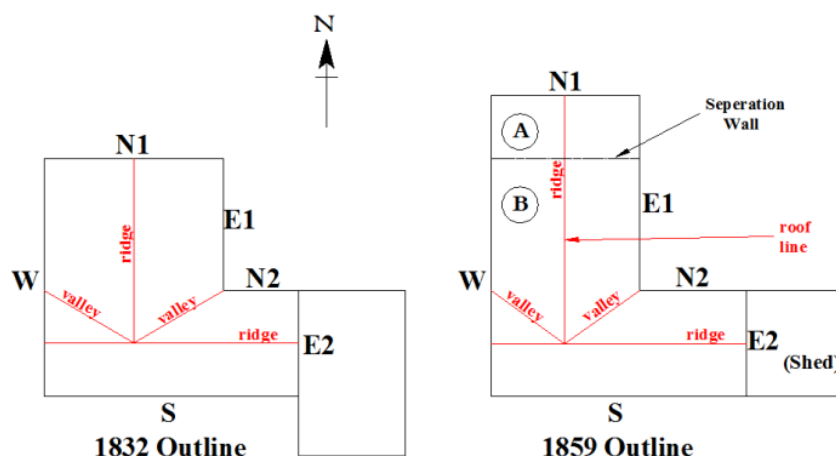 N
N1
ridge
E1
W
valley
valley
N2
ridge
E2
S
1832 Outline
N1
Seperation
Wall
A
ridge
B
E1
roof
line
W
valley
valley
N2
ridge
E2
(Shed)
S
1859 Outline